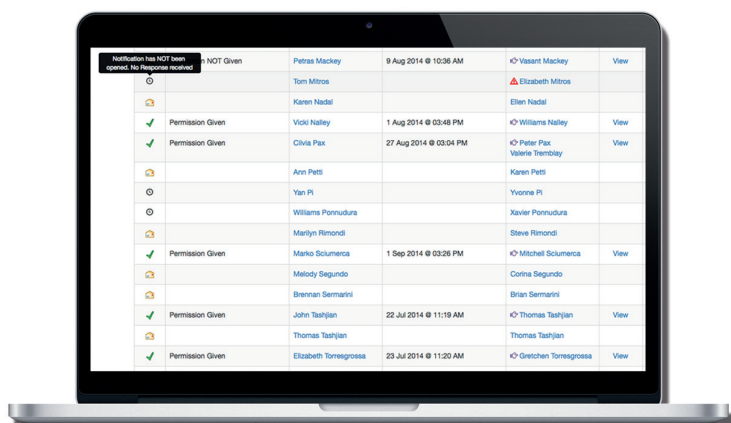 Notification has NOT been
opened. No Response received
n NOT Given Petras Mackey 9 Aug 2014 @ 10:36 AM Vasant Mackey View
Tom Mitros Elizabeth Mitros
Karen Nadal Ellen Nadal
Permission Given Vicki Nalley 1 Aug 2014 @ 03:48 PM Williams Nalley View
Permission Given Clivia Pax 27 Aug 2014 @ 03:04 PM Peter Pax View
Valerie Tremblay
Ann Petti Karen Petti
Yan Pi Yvonne Pi
Williams Ponnudura Xavier Ponnudura
Marilyn Rimondi Steve Rimondi
Permission Given Marko Sciumerca 1 Sep 2014 @ 03:26 PM Mitchell Sciumerca View
Melody Segundo Corina Segundo
Brennan Sermarini Brian Sermarini
Permission Given John Tashjian 22 Jul 2014 @ 11:19 AM Thomas Tashjian View
Thomas Tashjian Thomas Tashjian
Permission Given Elizabeth Torresgrossa 23 Jul 2014 @ 11:20 AM Gretchen Torresgrossa View